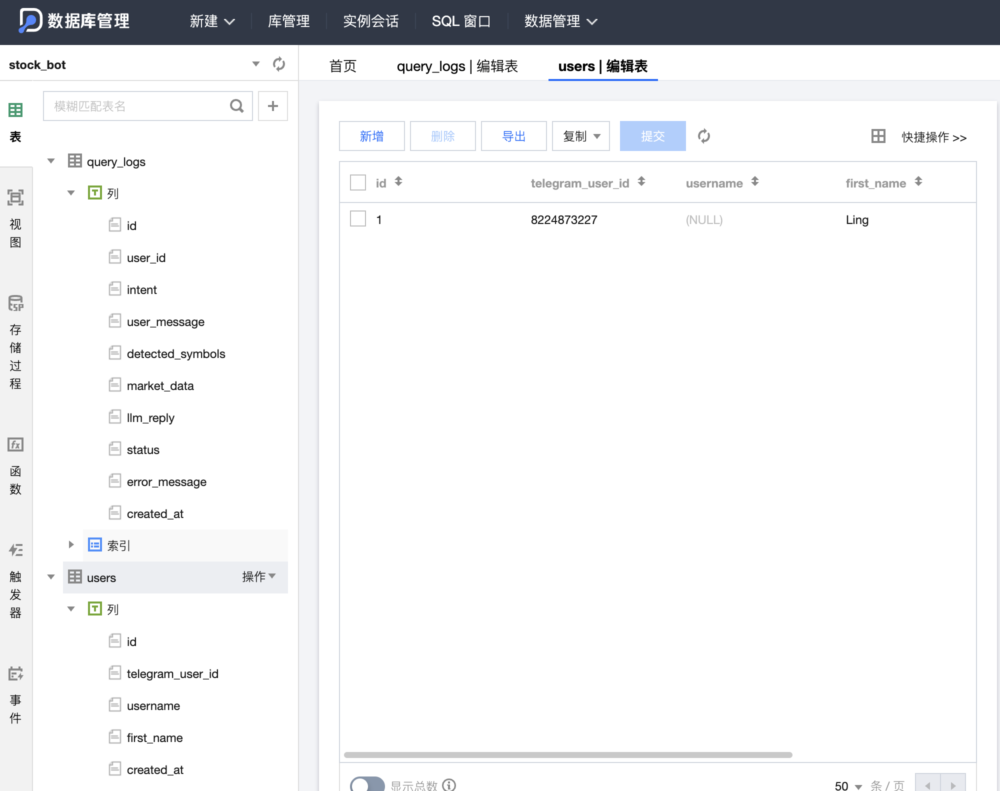 数据库管理
新建
库管理
实例会话
SQL 窗口
数据管理
stock_bot
首页
query_logs | 编辑表
users | 编辑表
表
视图
SP
存储过程
fx
函数
触发器
事件
模糊匹配表名
query_logs
T 列
id
user_id
intent
user_message
detected_symbols
market_data
llm_reply
status
error_message
created_at
索引
users 操作
T 列
id
telegram_user_id
username
first_name
created_at
新增 删除 导出 复制 提交 快捷操作 >>
id telegram_user_id username first_name
1 8224873227 (NULL) Ling
显示总数 50 条 / 页